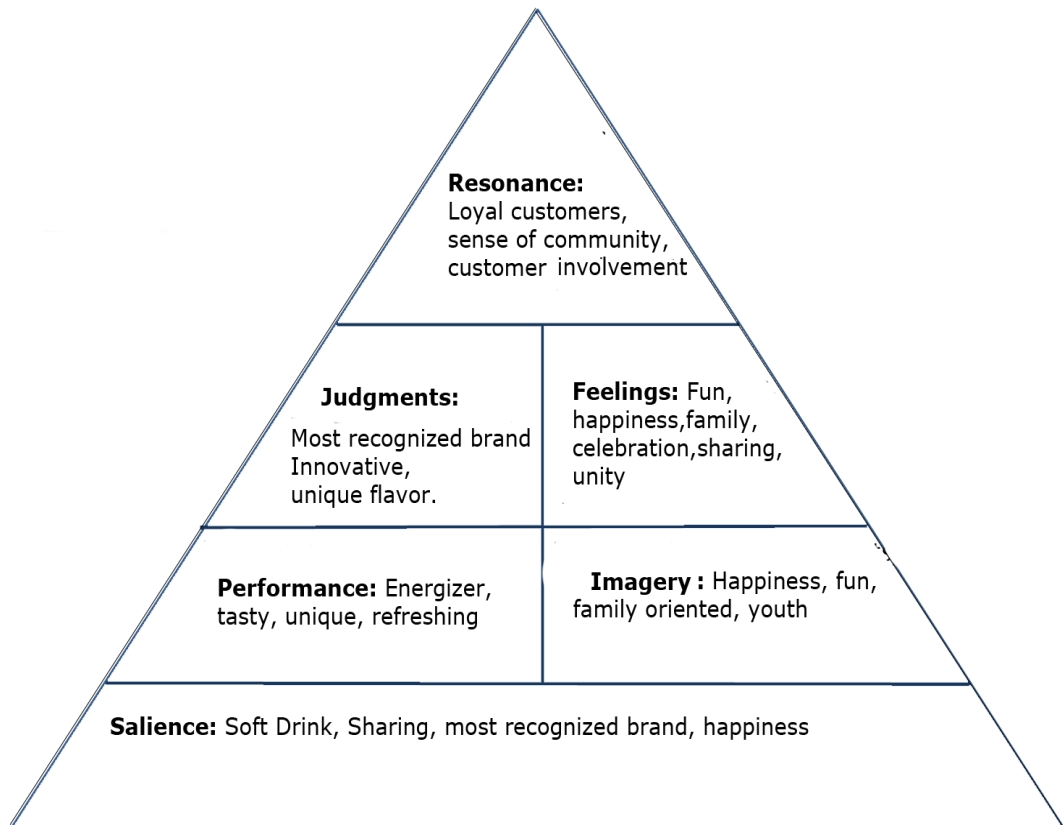 Resonance:
Loyal customers,
sense of community,
customer involvement
Judgments:
Most recognized brand
Innovative,
unique flavor.
Feelings: Fun,
happiness,family,
celebration,sharing,
unity
Performance: Energizer,
tasty, unique, refreshing
Imagery : Happiness, fun,
family oriented, youth
Salience: Soft Drink, Sharing, most recognized brand, happiness